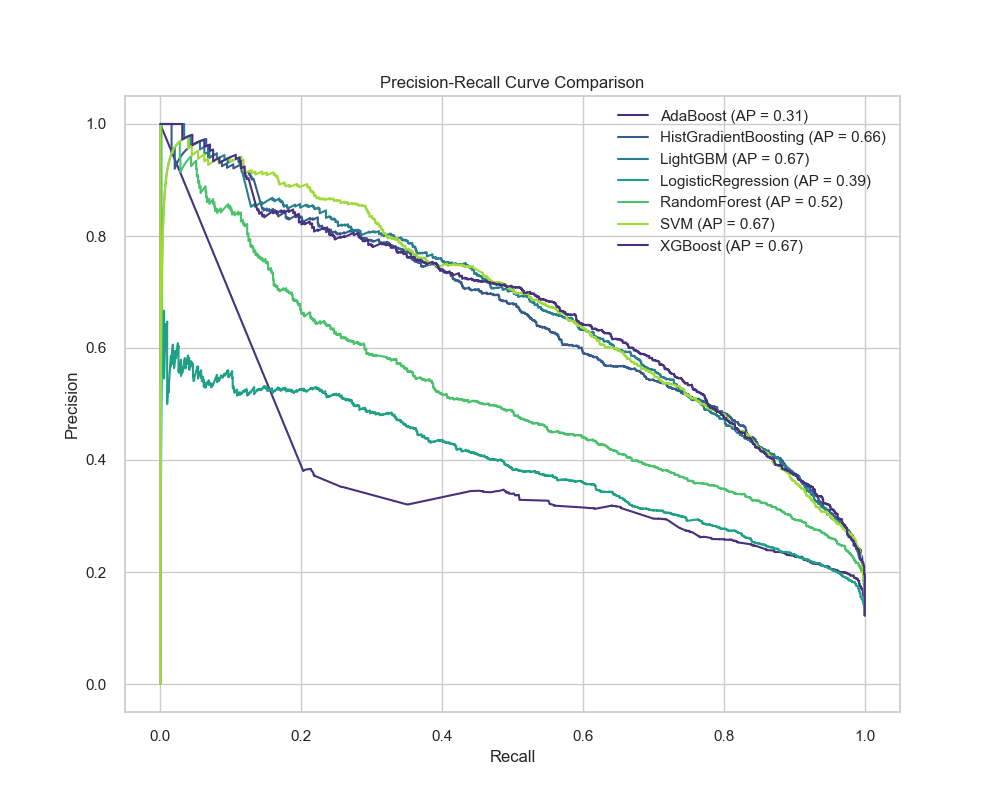 Precision-Recall Curve Comparison
AdaBoost (AP = 0.31)
HistGradientBoosting (AP = 0.66)
LightGBM (AP = 0.67)
LogisticRegression (AP = 0.39)
RandomForest (AP = 0.52)
SVM (AP = 0.67)
XGBoost (AP = 0.67)
Precision
1.0
0.8
0.6
0.4
0.2
0.0
0.0 0.2 0.4 0.6 0.8 1.0
Recall